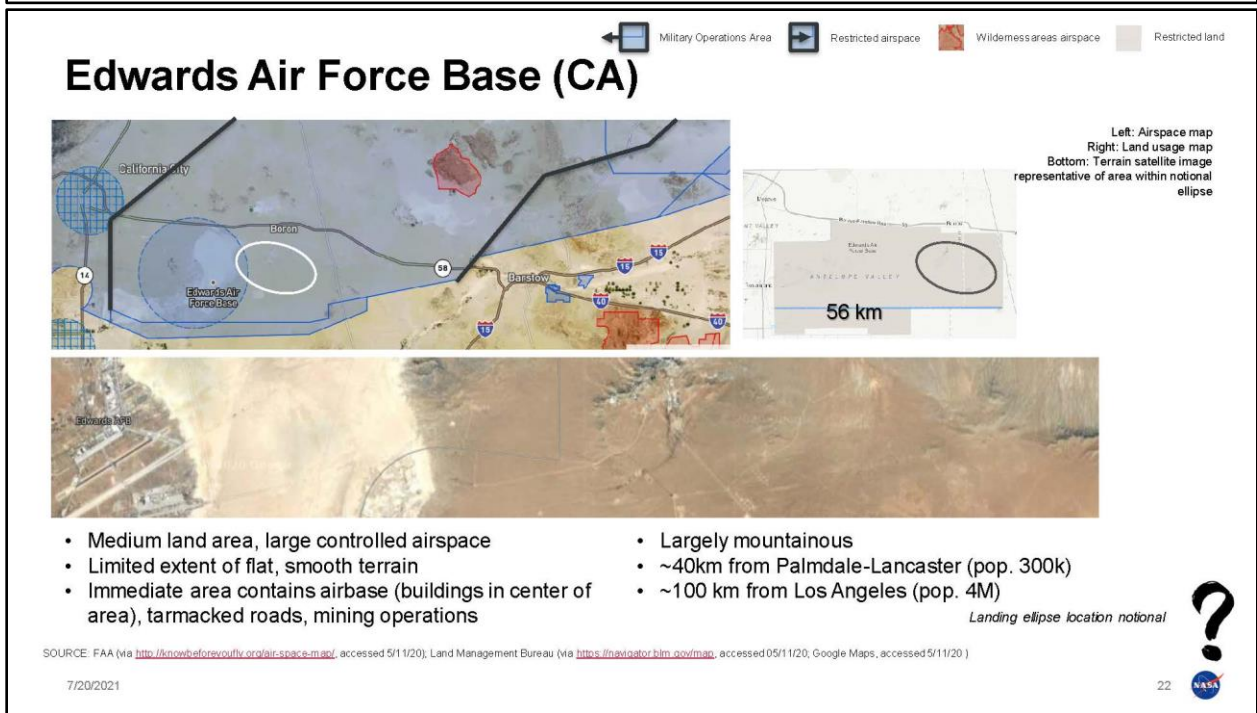 Military Operations Area
Restricted airspace
Wilderness areas airspace
Restricted land
Edwards Air Force Base (CA)
California City
Boron
14
58
Edwards Air
Force Base
Barstow
15
15
15
40
40
Left: Airspace map
Right: Land usage map
Bottom: Terrain satellite image
representative of area within notional
ellipse
Edwards Air
Force Base
ANTELOPE VALLEY
56 km
Edwards AFB
• Medium land area, large controlled airspace
• Limited extent of flat, smooth terrain
• Immediate area contains airbase (buildings in center of
area), tarmacked roads, mining operations
• Largely mountainous
• ~40km from Palmdale-Lancaster (pop. 300k)
• ~100 km from Los Angeles (pop. 4M)
Landing ellipse location notional
?
SOURCE: FAA (via http://knowbeforeyoufly.org/air-space-map/, accessed 5/11/20); Land Management Bureau (via https://navigator.blm.gov/map, accessed 05/11/20; Google Maps, accessed 5/11/20 )
7/20/2021
22
NASA